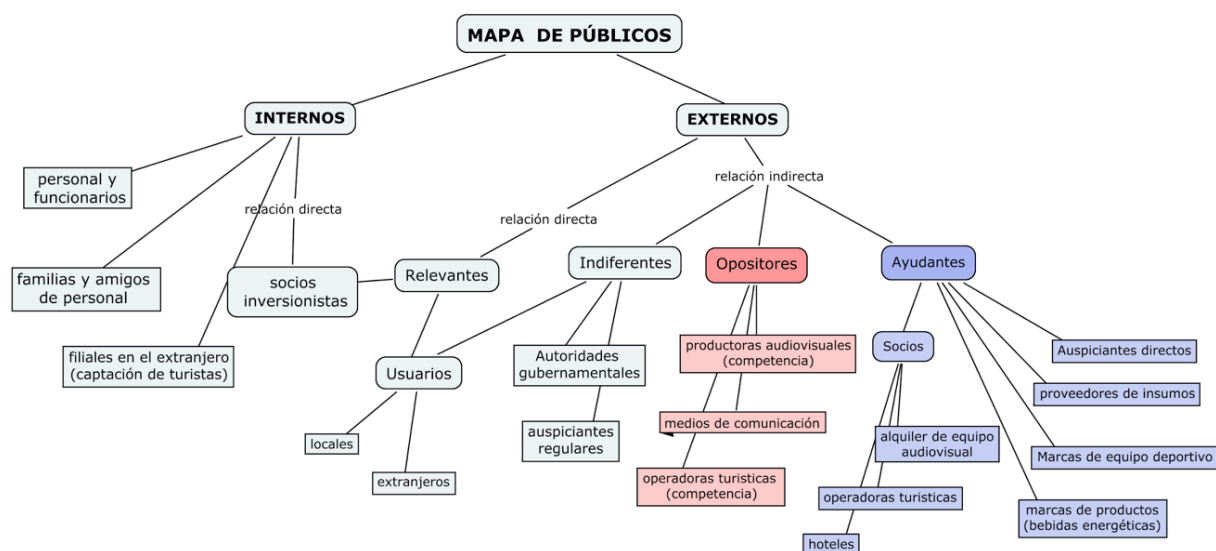 MAPA DE PÚBLICOS
INTERNOS
EXTERNOS
personal y
funcionarios
relación directa
familias y amigos
de personal
socios
inversionistas
filiales en el extranjero
(captación de turistas)
relación directa
relación indirecta
Relevantes
Indiferentes
Opositores
Ayudantes
Usuarios
locales
extranjeros
Autoridades
gubernamentales
auspiciantes
regulares
productoras audiovisuales
(competencia)
medios de comunicación
operadoras turisticas
(competencia)
Socios
alquiler de equipo
audiovisual
operadoras turisticas
hoteles
Auspiciantes directos
proveedores de insumos
Marcas de equipo deportivo
marcas de productos
(bebidas energéticas)